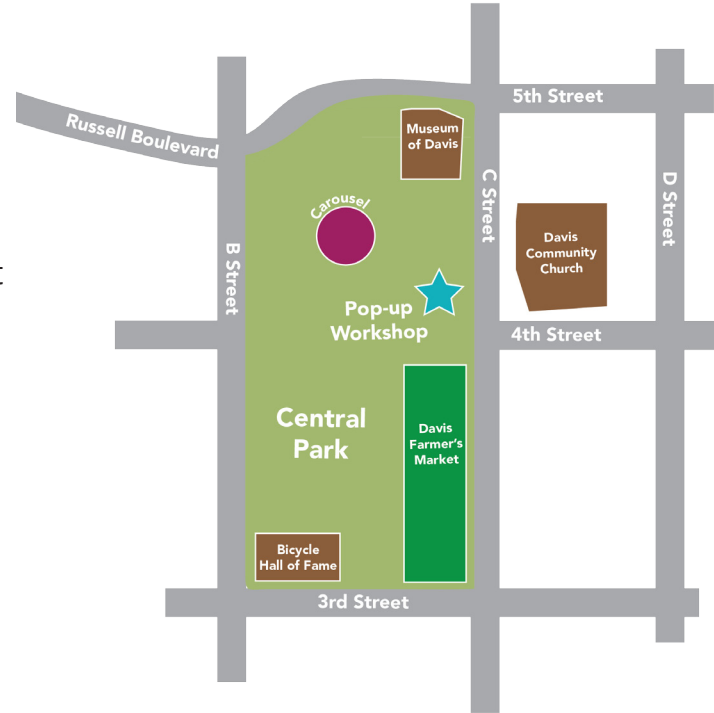 5th Street
Russell Boulevard
Museum
of Davis
C Street
D Street
Carousel
Davis
Community
Church
B Street
Pop-up
Workshop
4th Street
Central
Park
Davis
Farmer's
Market
Bicycle
Hall of Fame
3rd Street